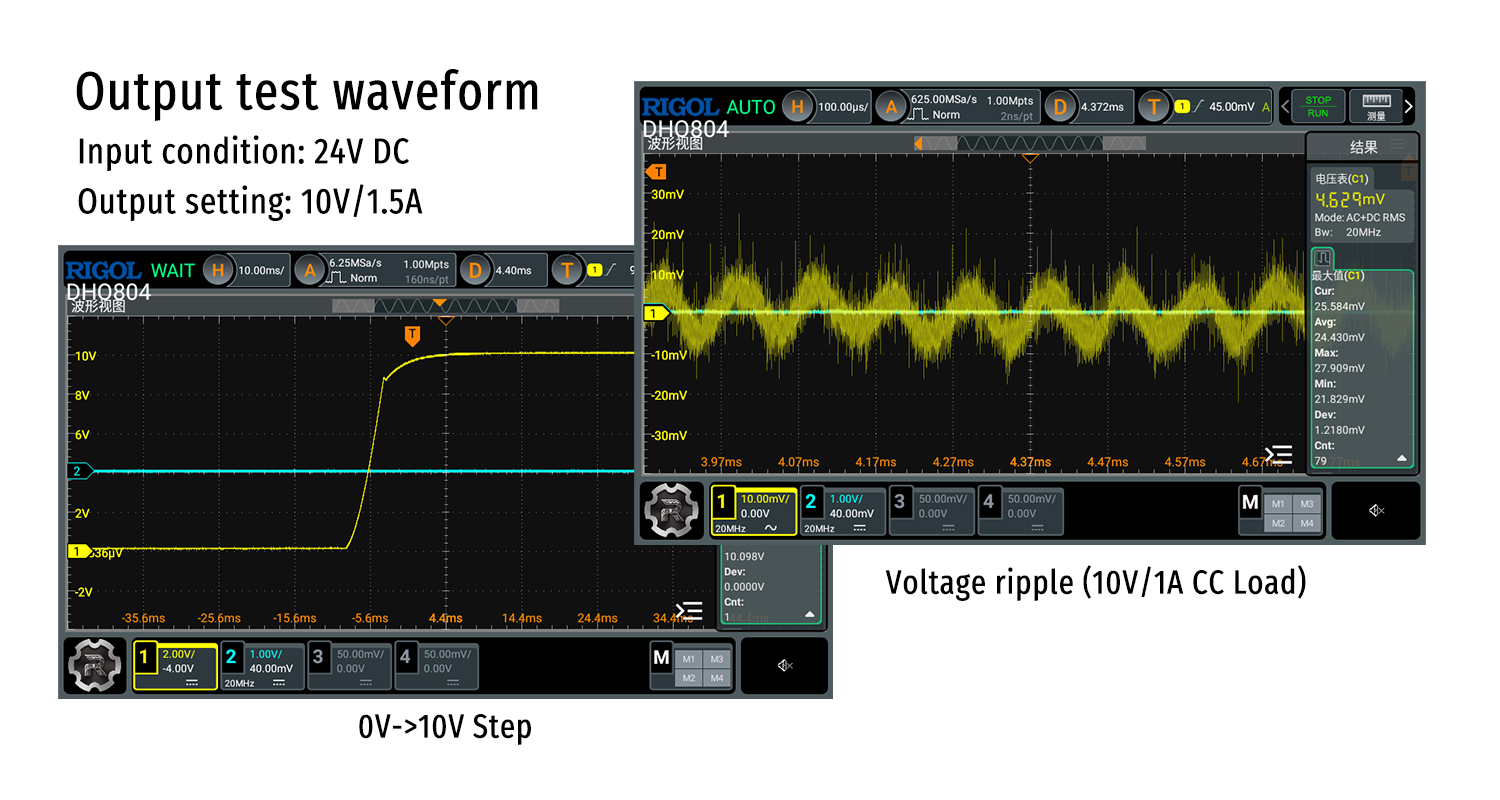 Output test waveform
Input condition: 24V DC
Output setting: 10V/1.5A
RIGOL WAIT H 10.00ms/ A 6.25MSa/s 1.00Mpts Norm 160ns/pt D 4.40ms T 1
DHO804
波形视图
T
10V
8V
6V
2
2V
1
-2V
-35.6ms -25.6ms -15.6ms -5.6ms 4.4ms 14.4ms 24.4ms 34.4ms
10.098V
Dev:
0.0000V
Cnt:
1
1 2.00V/ -4.00V
2 1.00V/ 40.00mV 20MHz
3 50.00mV/ 0.00V
4 50.00mV/ 0.00V
M M1 M3 M2 M4
0V->10V Step
RIGOL AUTO H 100.00µs/ A 625.00MSa/s 1.00Mpts Norm 2ns/pt D 4.372ms T 1 45.00mV A STOP RUN 测量
DHO804
波形视图
T
30mV
20mV
10mV
1
-10mV
-20mV
-30mV
3.97ms 4.07ms 4.17ms 4.27ms 4.37ms 4.47ms 4.57ms 4.67ms
结果
电压表(C1)
4.629mV
Mode: AC+DC RMS
Bw: 20MHz
最大值(C1)
Cur:
25.584mV
Avg:
24.430mV
Max:
27.909mV
Min:
21.829mV
Dev:
1.2180mV
Cnt:
79
1 10.00mV/ 0.00V 20MHz
2 1.00V/ 40.00mV 20MHz
3 50.00mV/ 0.00V
4 50.00mV/ 0.00V
M M1 M3 M2 M4
Voltage ripple (10V/1A CC Load)